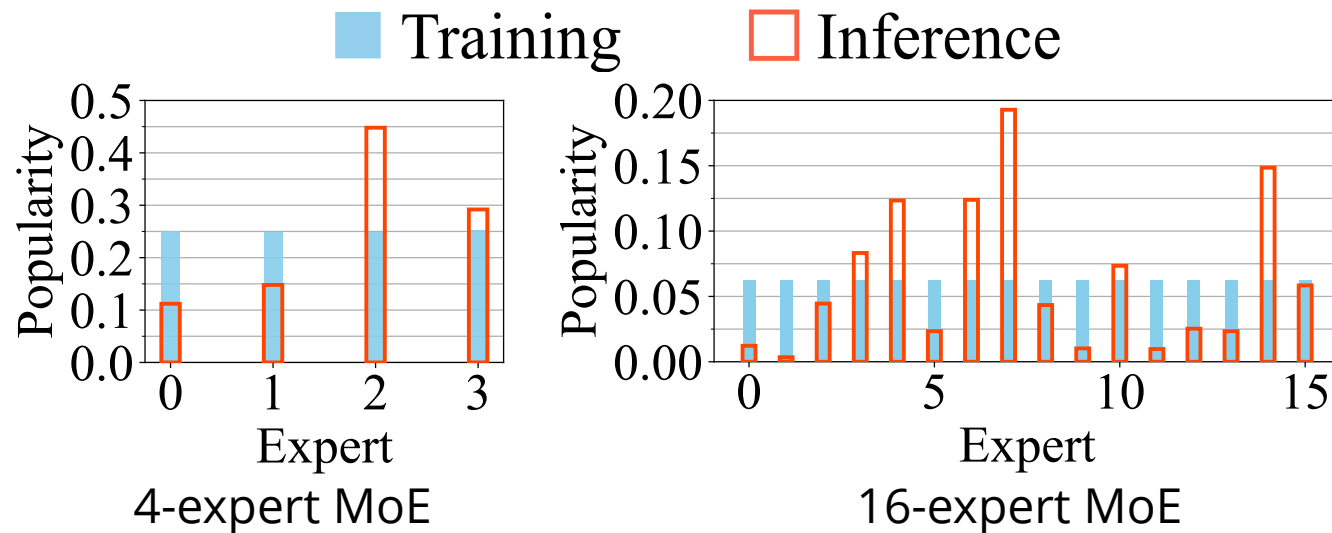 Training Inference
Popularity
0.5
0.4
0.3
0.2
0.1
0.0
0 1 2 3
Expert
4-expert MoE
Popularity
0.20
0.15
0.10
0.05
0.00
0 5 10 15
Expert
16-expert MoE